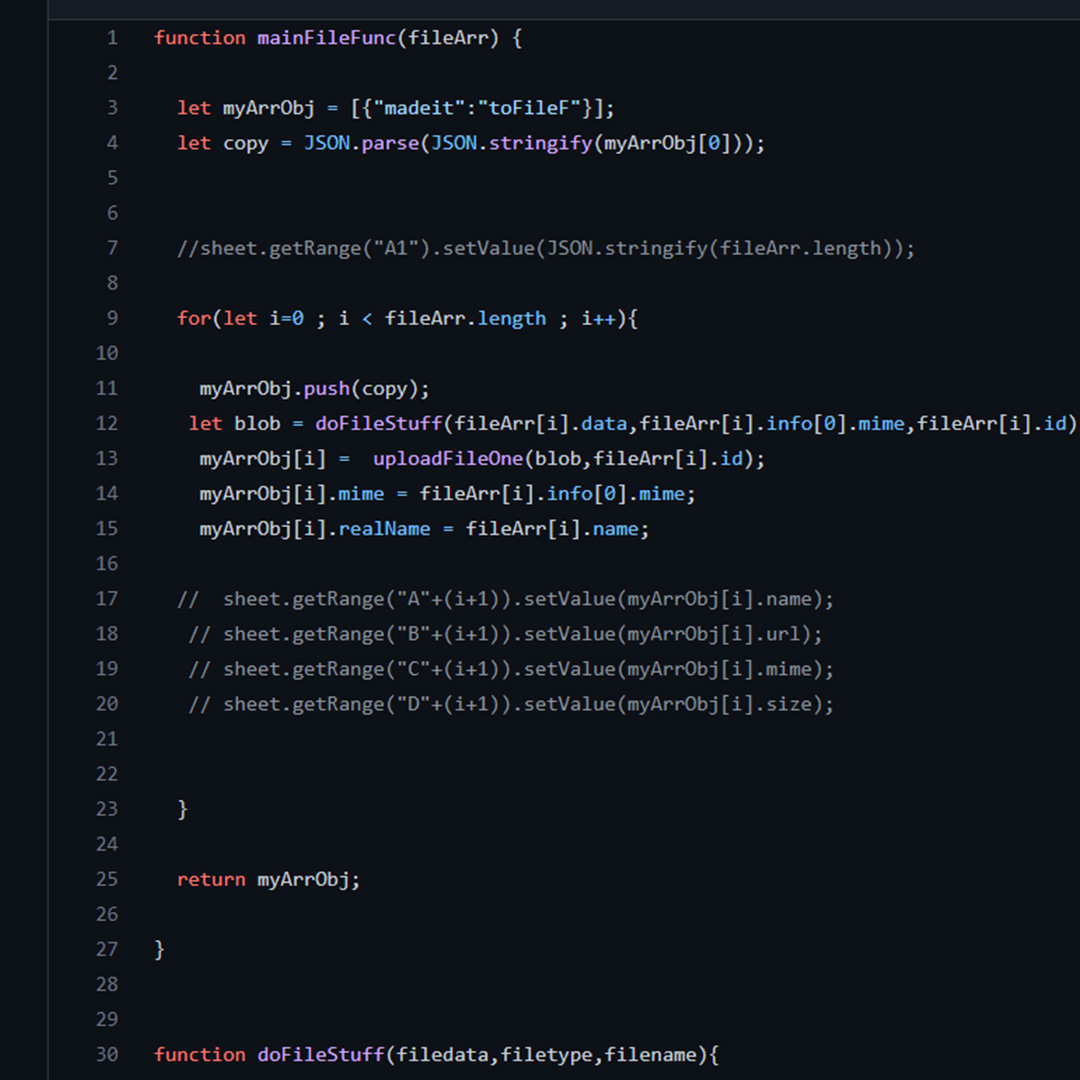 1 function mainFileFunc(fileArr) {
2
3 let myArrObj = [{"madeit":"toFileF"}];
4 let copy = JSON.parse(JSON.stringify(myArrObj[0]));
5
6
7 //sheet.getRange("A1").setValue(JSON.stringify(fileArr.length));
8
9 for(let i=0 ; i < fileArr.length ; i++){
10
11 myArrObj.push(copy);
12 let blob = doFileStuff(fileArr[i].data,fileArr[i].info[0].mime,fileArr[i].id)
13 myArrObj[i] =  uploadFileOne(blob,fileArr[i].id);
14 myArrObj[i].mime = fileArr[i].info[0].mime;
15 myArrObj[i].realName = fileArr[i].name;
16
17 //  sheet.getRange("A"+(i+1)).setValue(myArrObj[i].name);
18 // sheet.getRange("B"+(i+1)).setValue(myArrObj[i].url);
19 // sheet.getRange("C"+(i+1)).setValue(myArrObj[i].mime);
20 // sheet.getRange("D"+(i+1)).setValue(myArrObj[i].size);
21
22
23 }
24
25 return myArrObj;
26
27 }
28
29
30 function doFileStuff(filedata,filetype,filename){